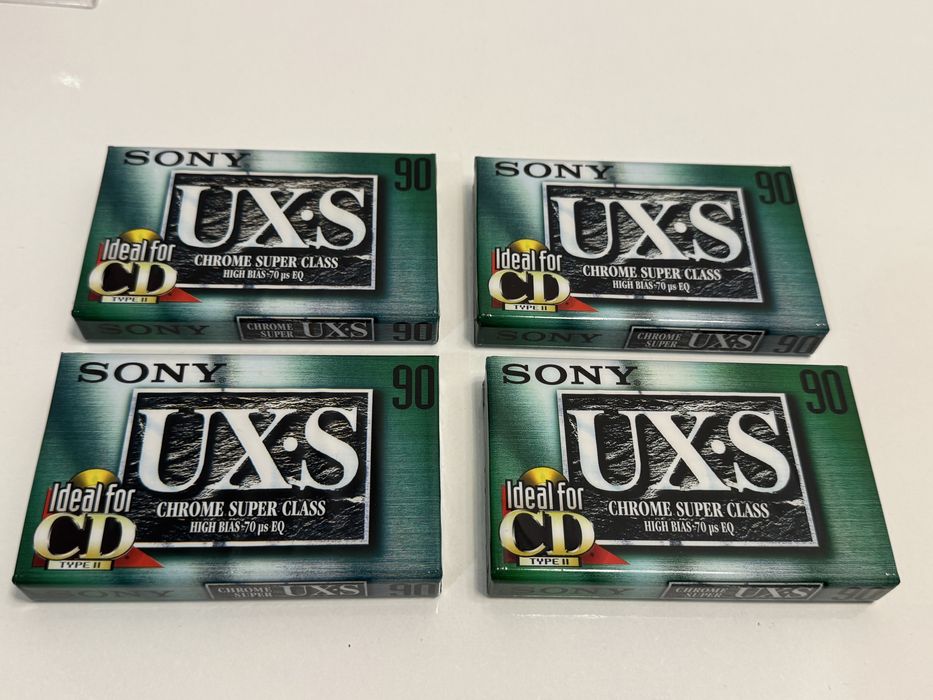 SONY
90
UX·S
CHROME SUPER CLASS
HIGH BIAS·70 µs EQ
Ideal for
CD
TYPE II
SONY
CHROME
SUPER
UX·S
90
SONY
90
UX·S
CHROME SUPER CLASS
HIGH BIAS·70 µs EQ
Ideal for
CD
TYPE II
SONY
CHROME
SUPER
UX·S
90
SONY
90
UX·S
CHROME SUPER CLASS
HIGH BIAS·70 µs EQ
Ideal for
CD
TYPE II
CHROME
SUPER
UX·S
90
SONY
90
UX·S
CHROME SUPER CLASS
HIGH BIAS·70 µs EQ
Ideal for
CD
TYPE II
CHROME
SUPER
UX·S
90